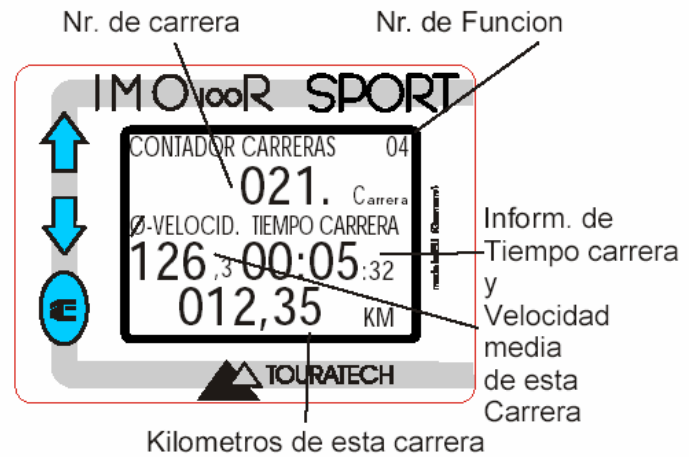 Nr. de carrera
Nr. de Funcion
IMO100R SPORT
CONTADOR CARRERAS 04
021. Carrera
Ø-VELOCID. TIEMPO CARRERA
126,3 00:05:32
012,35 KM
Inform. de
Tiempo carrera
y
Velocidad
media
de esta
Carrera
TOURATECH
Kilometros de esta carrera